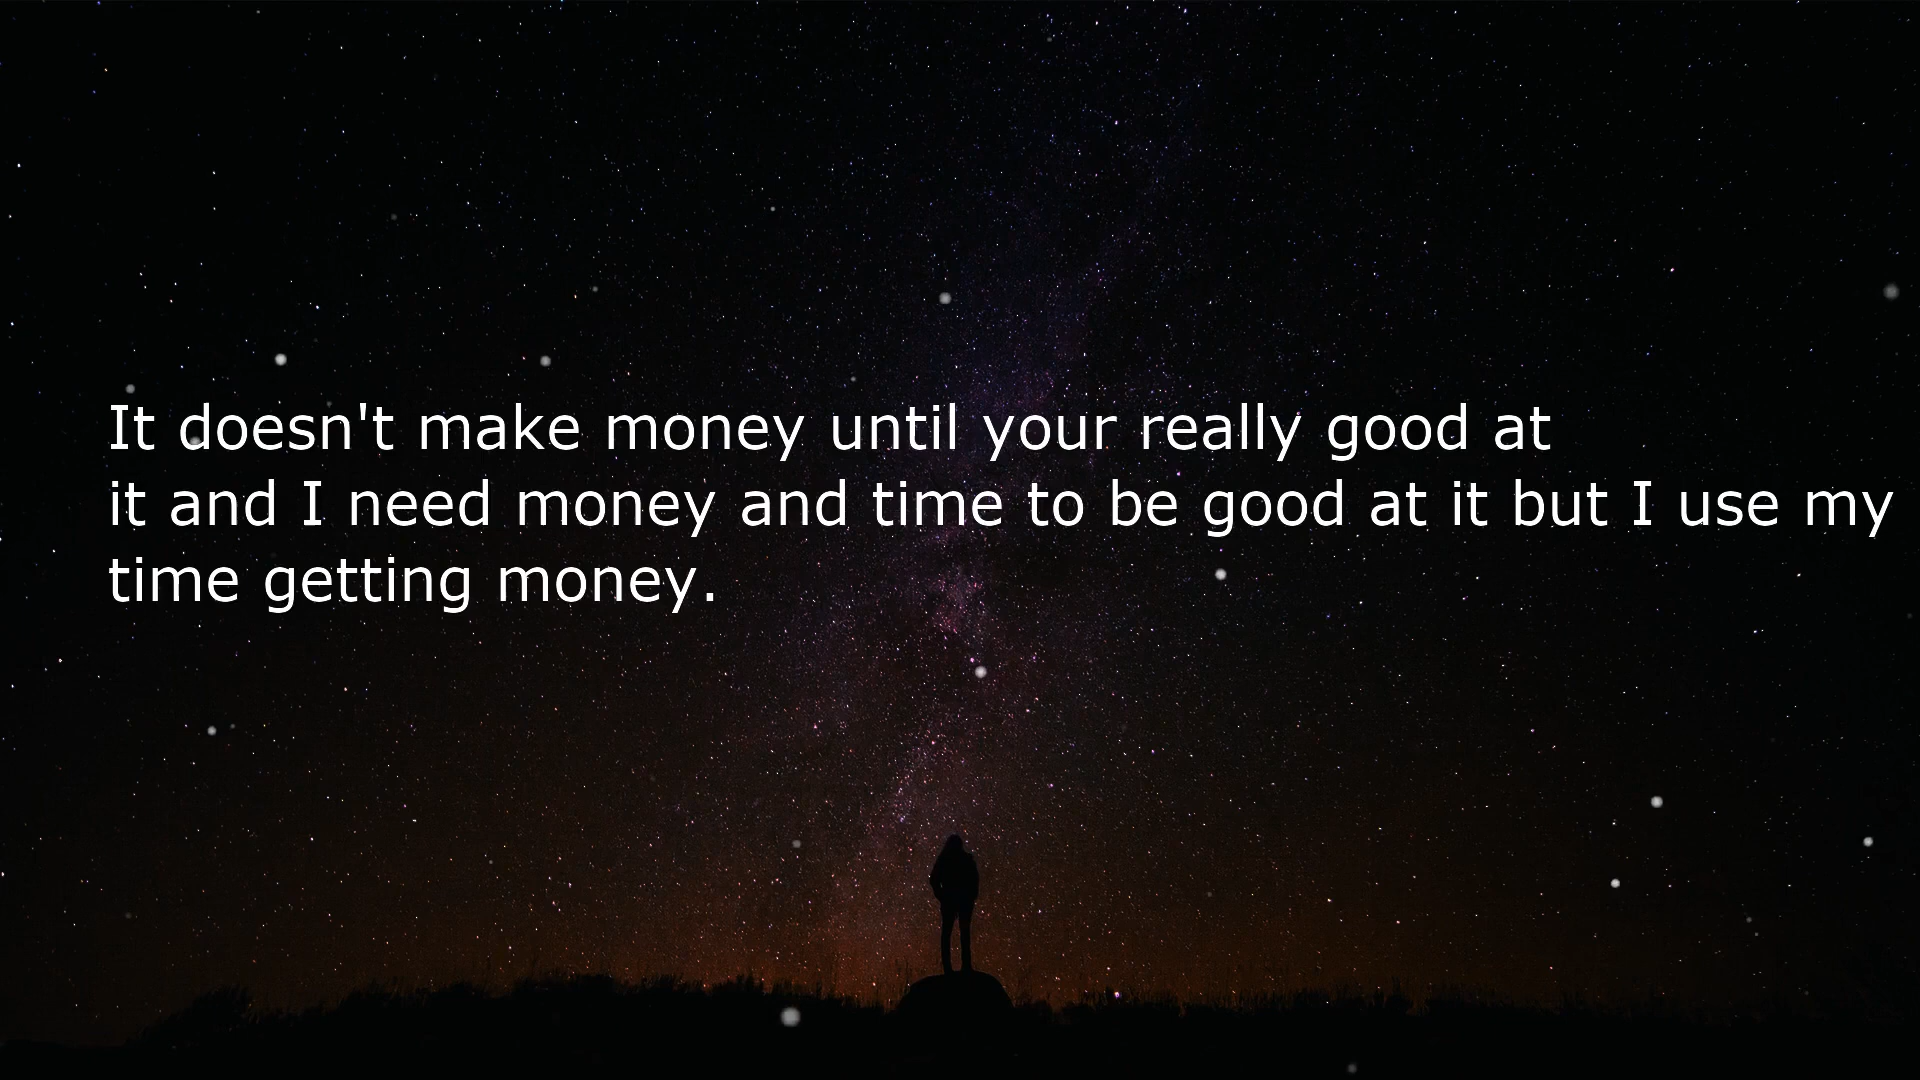 It doesn't make money until your really good at
it and I need money and time to be good at it but I use my
time getting money.